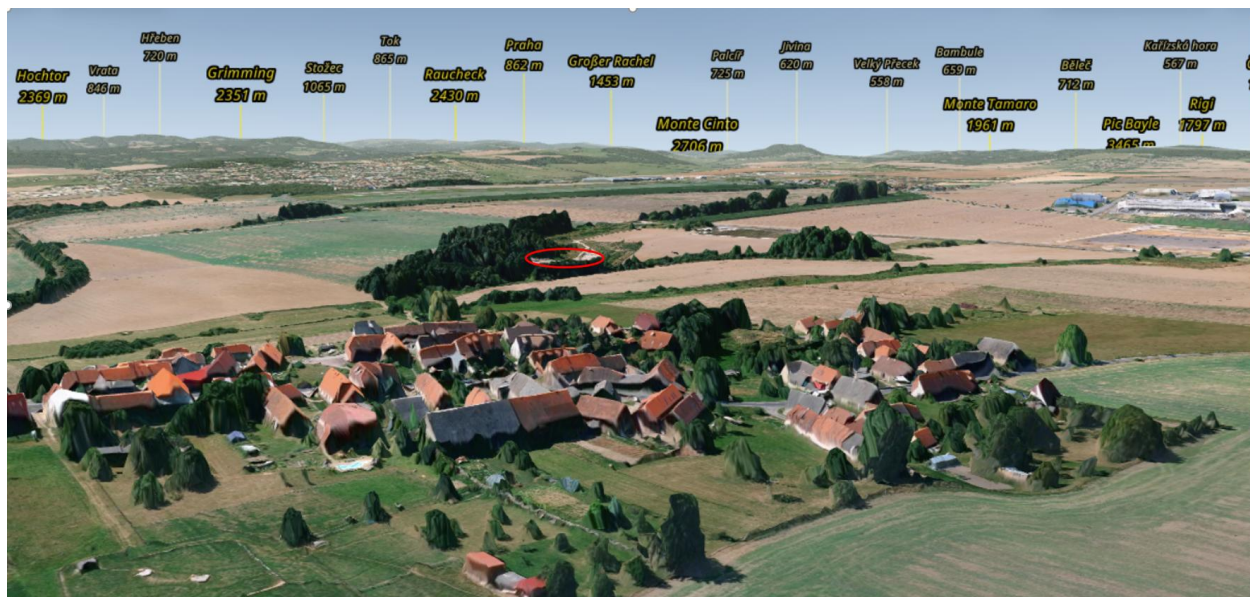 Hochtor
2369 m
Vrata
846 m
Hřeben
720 m
Grimming
2351 m
Stožec
1065 m
Tok
865 m
Raucheck
2430 m
Praha
862 m
Großer Rachel
1453 m
Monte Cinto
2706 m
Palcíř
725 m
Jivina
620 m
Velký Přecek
558 m
Bambule
659 m
Monte Tamaro
1961 m
Běleč
712 m
Pic Bayle
3465 m
Kařízská hora
567 m
Rigi
1797 m